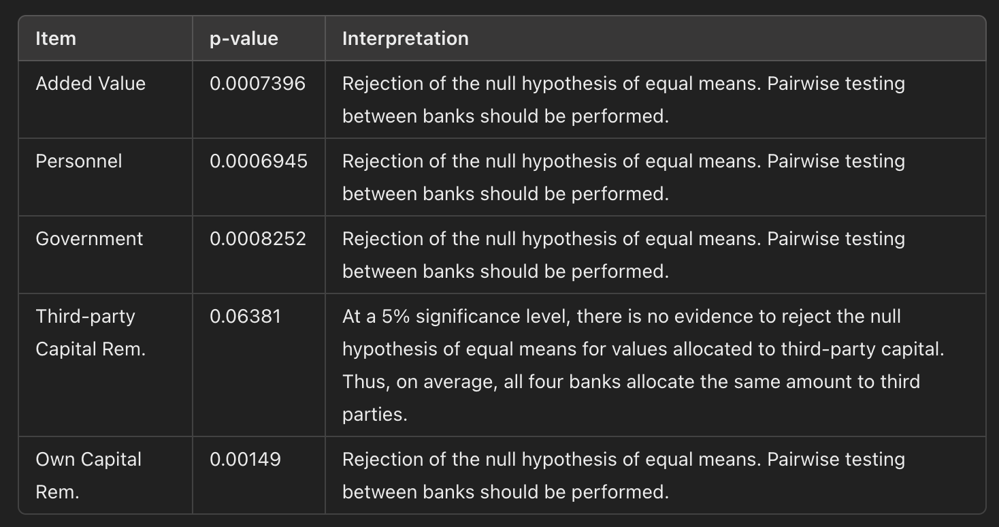 Item p-value Interpretation
Added Value 0.0007396 Rejection of the null hypothesis of equal means. Pairwise testing
between banks should be performed.
Personnel 0.0006945 Rejection of the null hypothesis of equal means. Pairwise testing
between banks should be performed.
Government 0.0008252 Rejection of the null hypothesis of equal means. Pairwise testing
between banks should be performed.
Third-party 0.06381 At a 5% significance level, there is no evidence to reject the null
Capital Rem. hypothesis of equal means for values allocated to third-party capital.
Thus, on average, all four banks allocate the same amount to third
parties.
Own Capital 0.00149 Rejection of the null hypothesis of equal means. Pairwise testing
Rem. between banks should be performed.